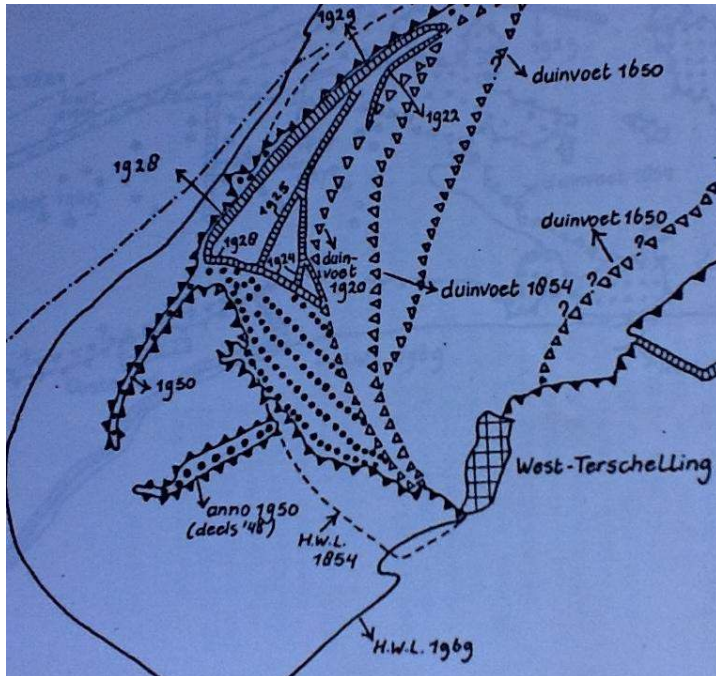 1929
duinvoet 1650
1922
1928
1925
duinvoet 1650
1928
1924
duin-
voet
1920
duinvoet 1854
1950
West-Terschelling
anno 1950
(deels '48)
H.W.L.
1854
H.W.L. 1969